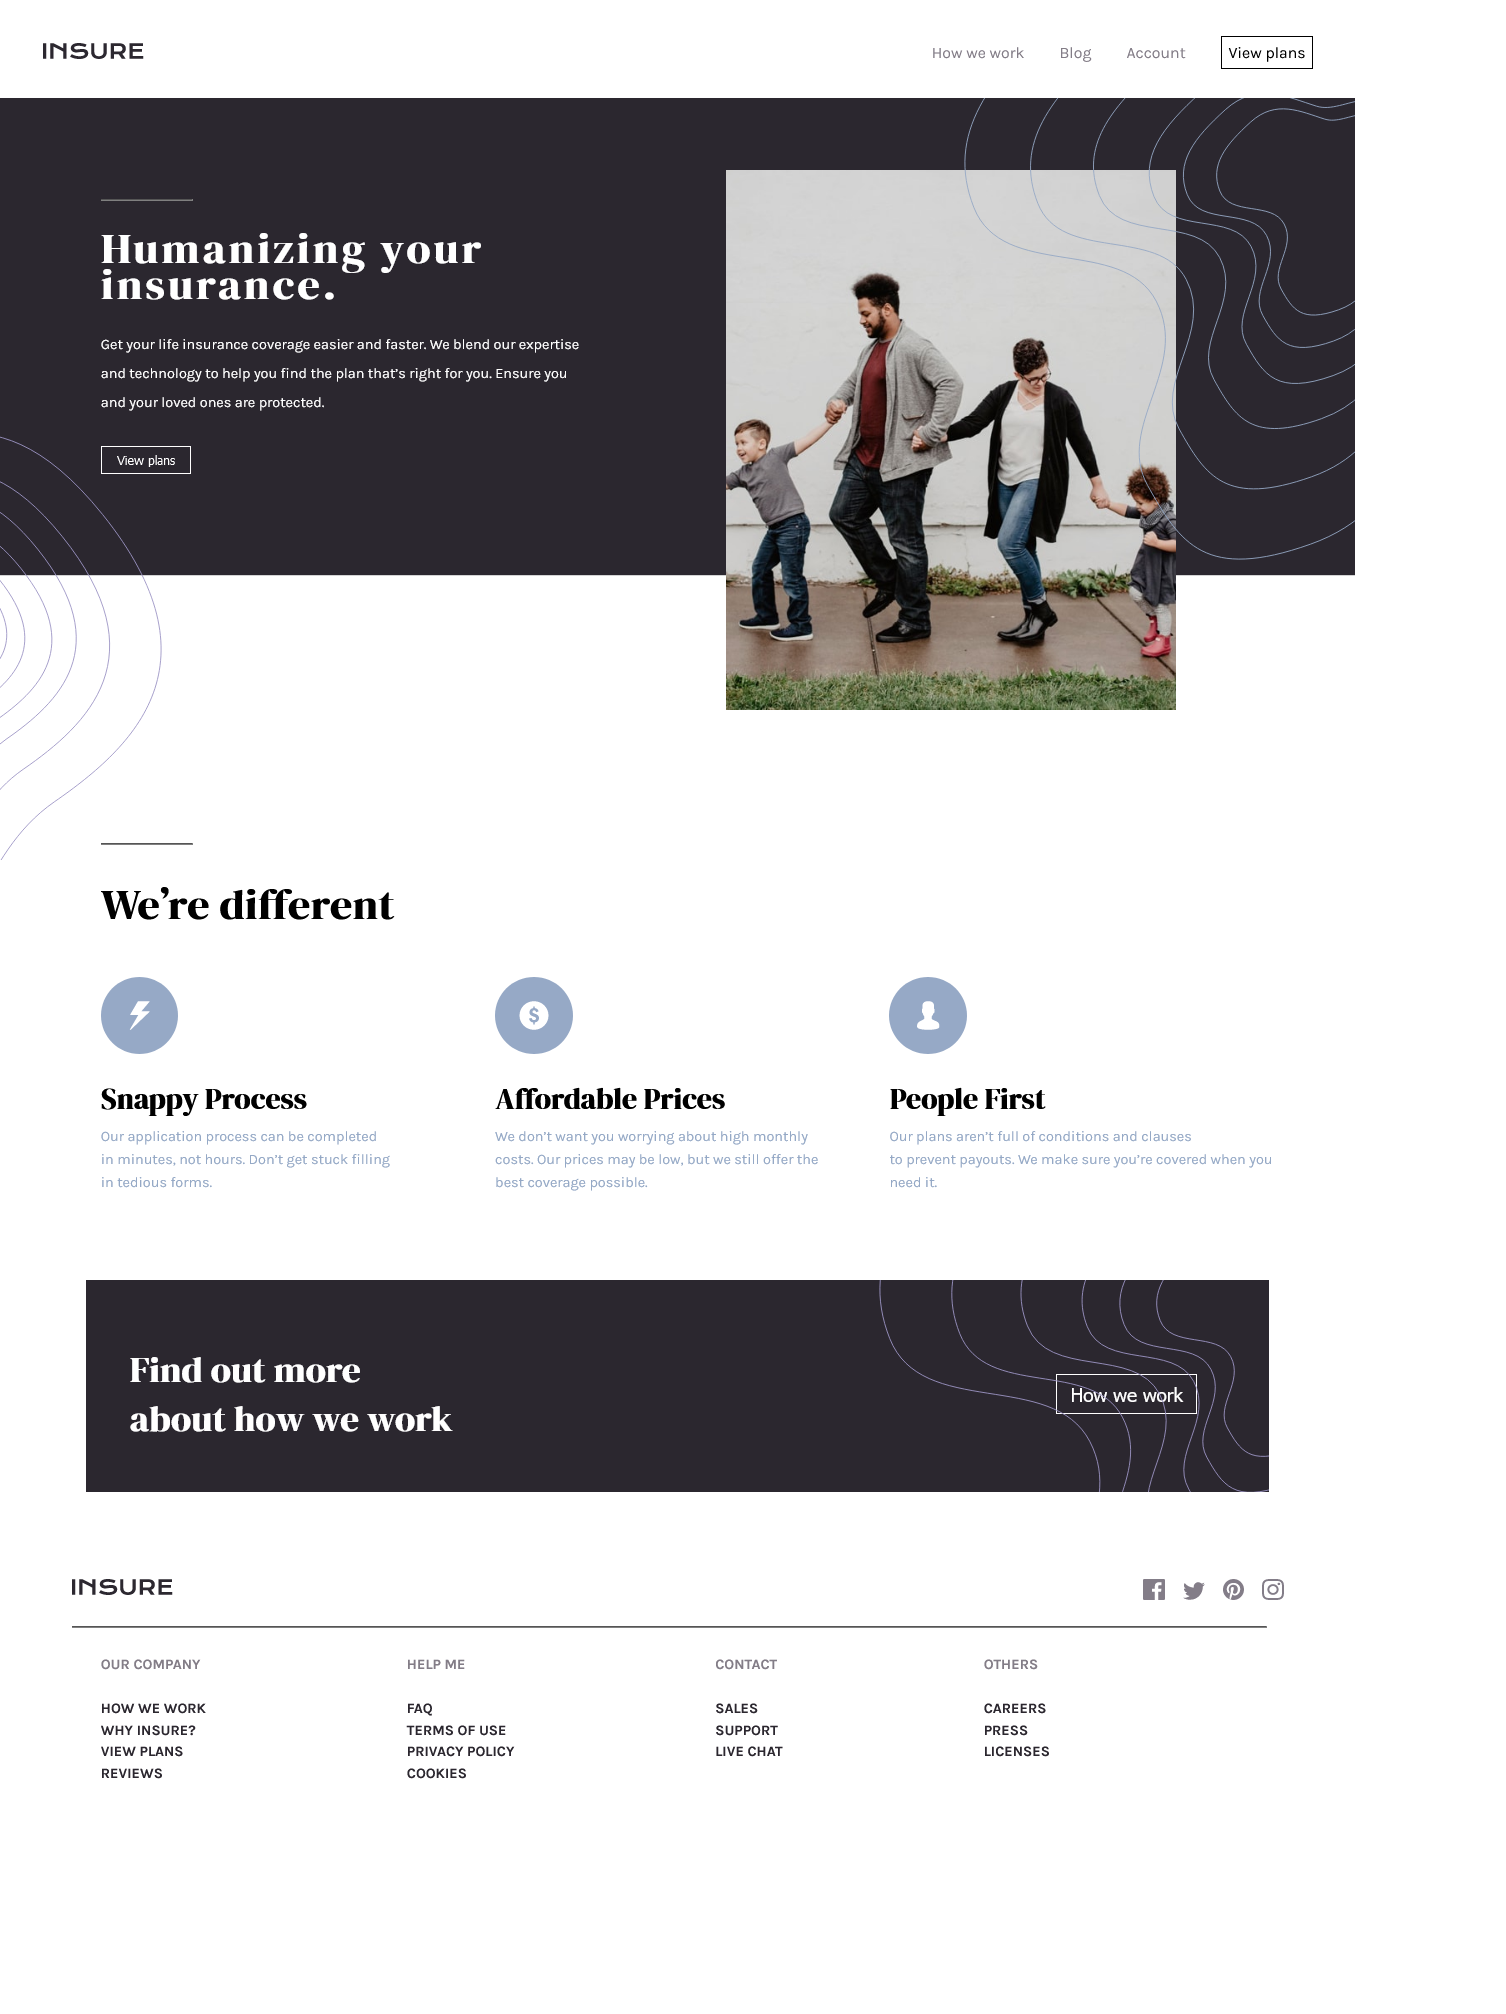 INSURE
How we work
Blog
Account
View plans
Humanizing your
insurance.
Get your life insurance coverage easier and faster. We blend our expertise
and technology to help you find the plan that’s right for you. Ensure you
and your loved ones are protected.
View plans
We’re different
Snappy Process
Our application process can be completed
in minutes, not hours. Don’t get stuck filling
in tedious forms.
Affordable Prices
We don’t want you worrying about high monthly
costs. Our prices may be low, but we still offer the
best coverage possible.
People First
Our plans aren’t full of conditions and clauses
to prevent payouts. We make sure you’re covered when you
need it.
Find out more
about how we work
How we work
INSURE
OUR COMPANY
HOW WE WORK
WHY INSURE?
VIEW PLANS
REVIEWS
HELP ME
FAQ
TERMS OF USE
PRIVACY POLICY
COOKIES
CONTACT
SALES
SUPPORT
LIVE CHAT
OTHERS
CAREERS
PRESS
LICENSES